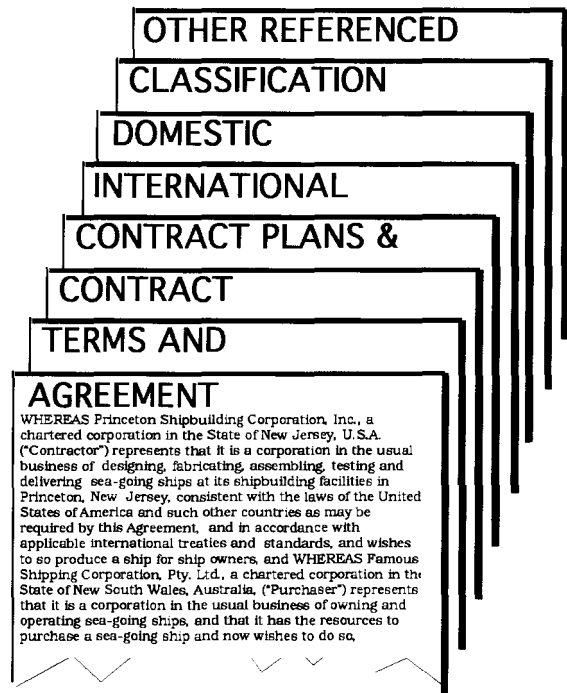 OTHER REFERENCED
CLASSIFICATION
DOMESTIC
INTERNATIONAL
CONTRACT PLANS &
CONTRACT
TERMS AND
AGREEMENT
WHEREAS Princeton Shipbuilding Corporation, Inc., a
chartered corporation in the State of New Jersey, U.S.A.
("Contractor") represents that it is a corporation in the usual
business of designing, fabricating, assembling, testing and
delivering sea-going ships at its shipbuilding facilities in
Princeton, New Jersey, consistent with the laws of the United
States of America and such other countries as may be
required by this Agreement, and in accordance with
applicable international treaties and standards, and wishes
to so produce a ship for ship owners, and WHEREAS Famous
Shipping Corporation, Pty. Ltd., a chartered corporation in the
State of New South Wales, Australia, ("Purchaser") represents
that it is a corporation in the usual business of owning and
operating sea-going ships, and that it has the resources to
purchase a sea-going ship and now wishes to do so,